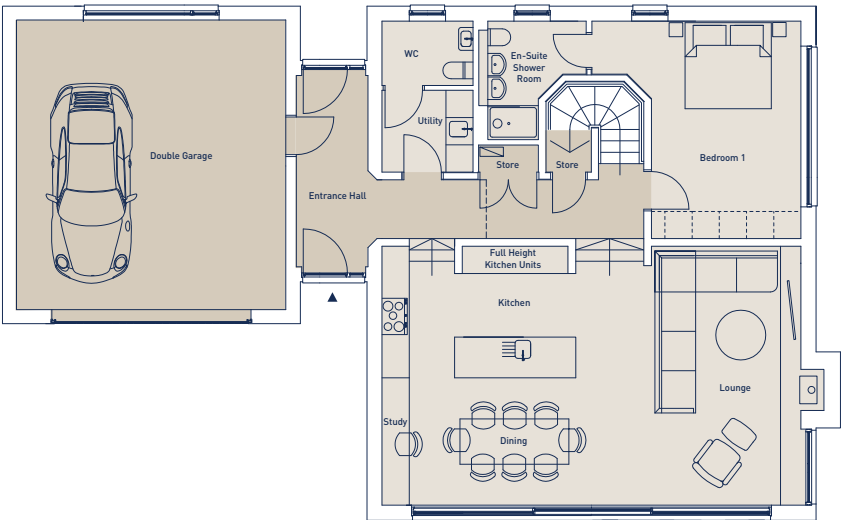 WC
En-Suite
Shower
Room
Utility
Double Garage
Store
Store
Bedroom 1
Entrance Hall
Full Height
Kitchen Units
Kitchen
Lounge
Study
Dining